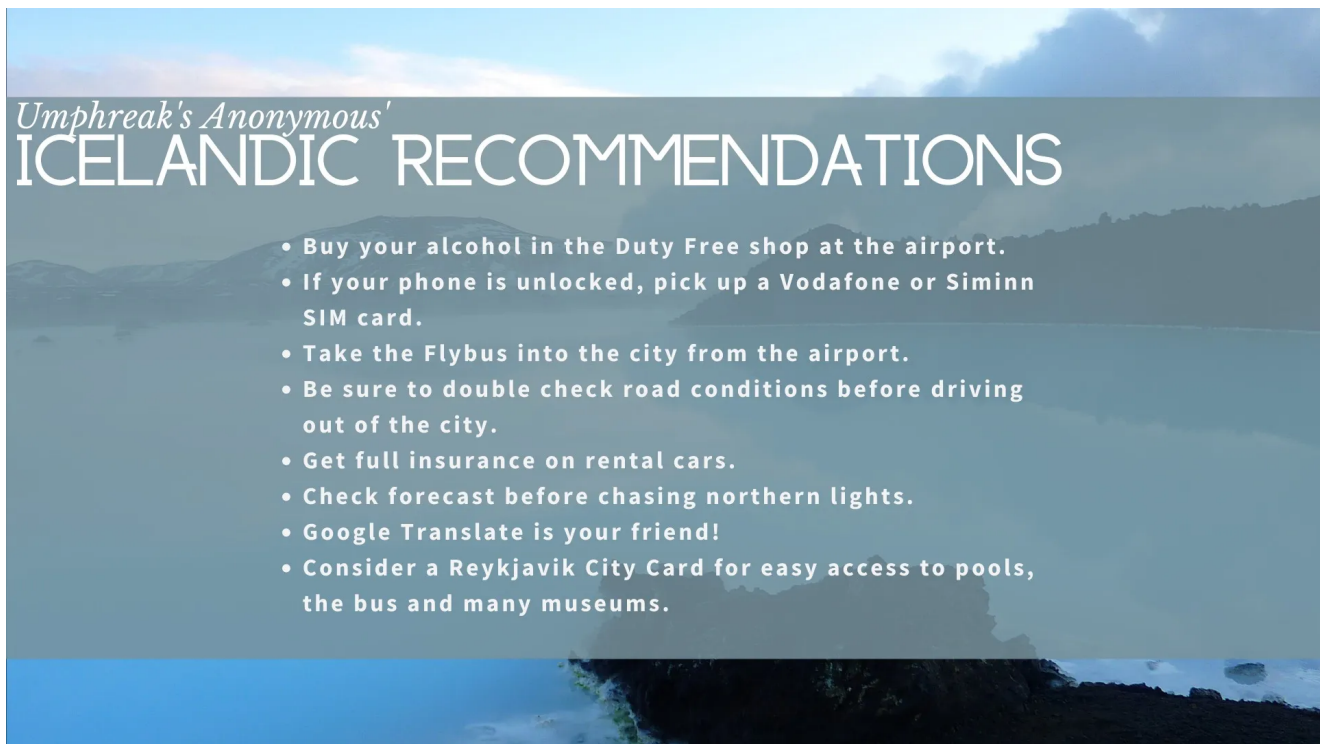 Umphreak's Anonymous'
ICELANDIC RECOMMENDATIONS
• Buy your alcohol in the Duty Free shop at the airport.
• If your phone is unlocked, pick up a Vodafone or Siminn
SIM card.
• Take the Flybus into the city from the airport.
• Be sure to double check road conditions before driving
out of the city.
• Get full insurance on rental cars.
• Check forecast before chasing northern lights.
• Google Translate is your friend!
• Consider a Reykjavik City Card for easy access to pools,
the bus and many museums.